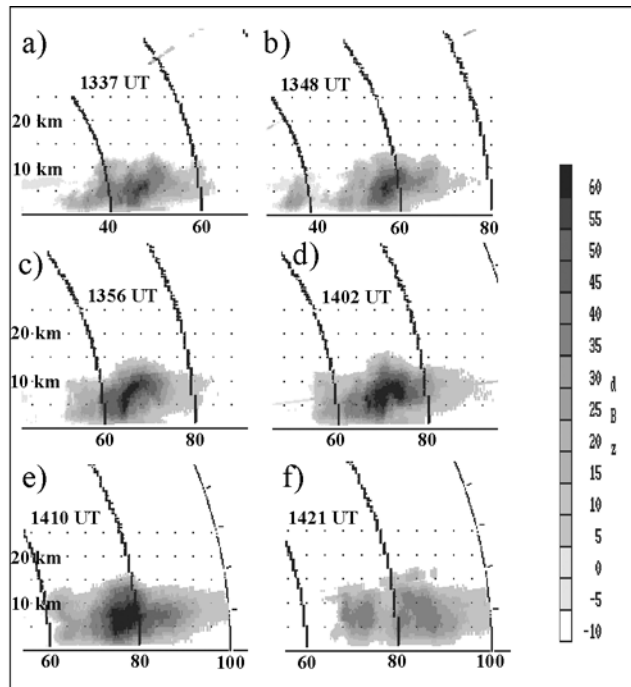 a)
1337 UT
20 km
10 km
40 60
b)
1348 UT
40 60 80
c)
1356 UT
20 km
10 km
60 80
d)
1402 UT
60 80
e)
1410 UT
20 km
10 km
60 80 100
f)
1421 UT
60 80 100
60
55
50
45
40
35
30
25
20
15
10
5
0
-5
-10
d
B
z